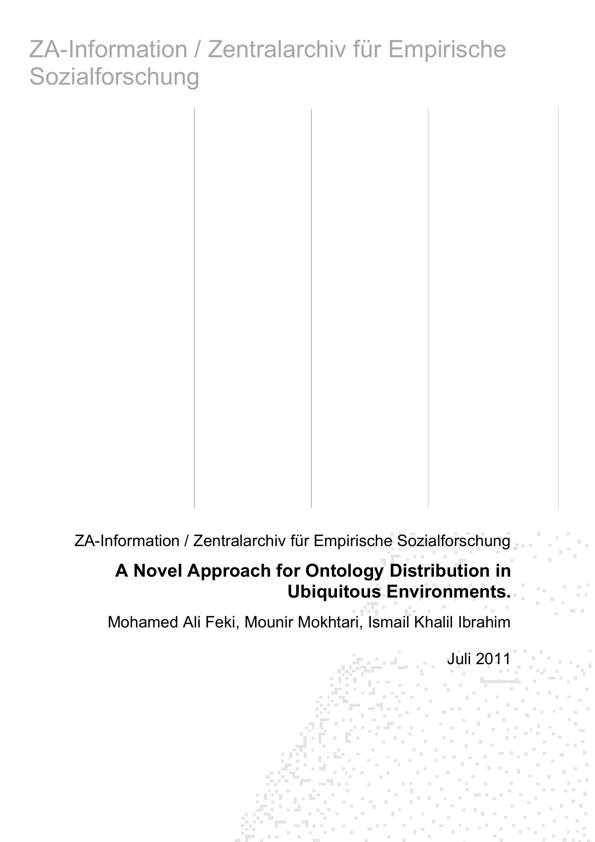 ZA-Information / Zentralarchiv für Empirische
Sozialforschung
ZA-Information / Zentralarchiv für Empirische Sozialforschung
A Novel Approach for Ontology Distribution in
Ubiquitous Environments.
Mohamed Ali Feki, Mounir Mokhtari, Ismail Khalil Ibrahim
Juli 2011